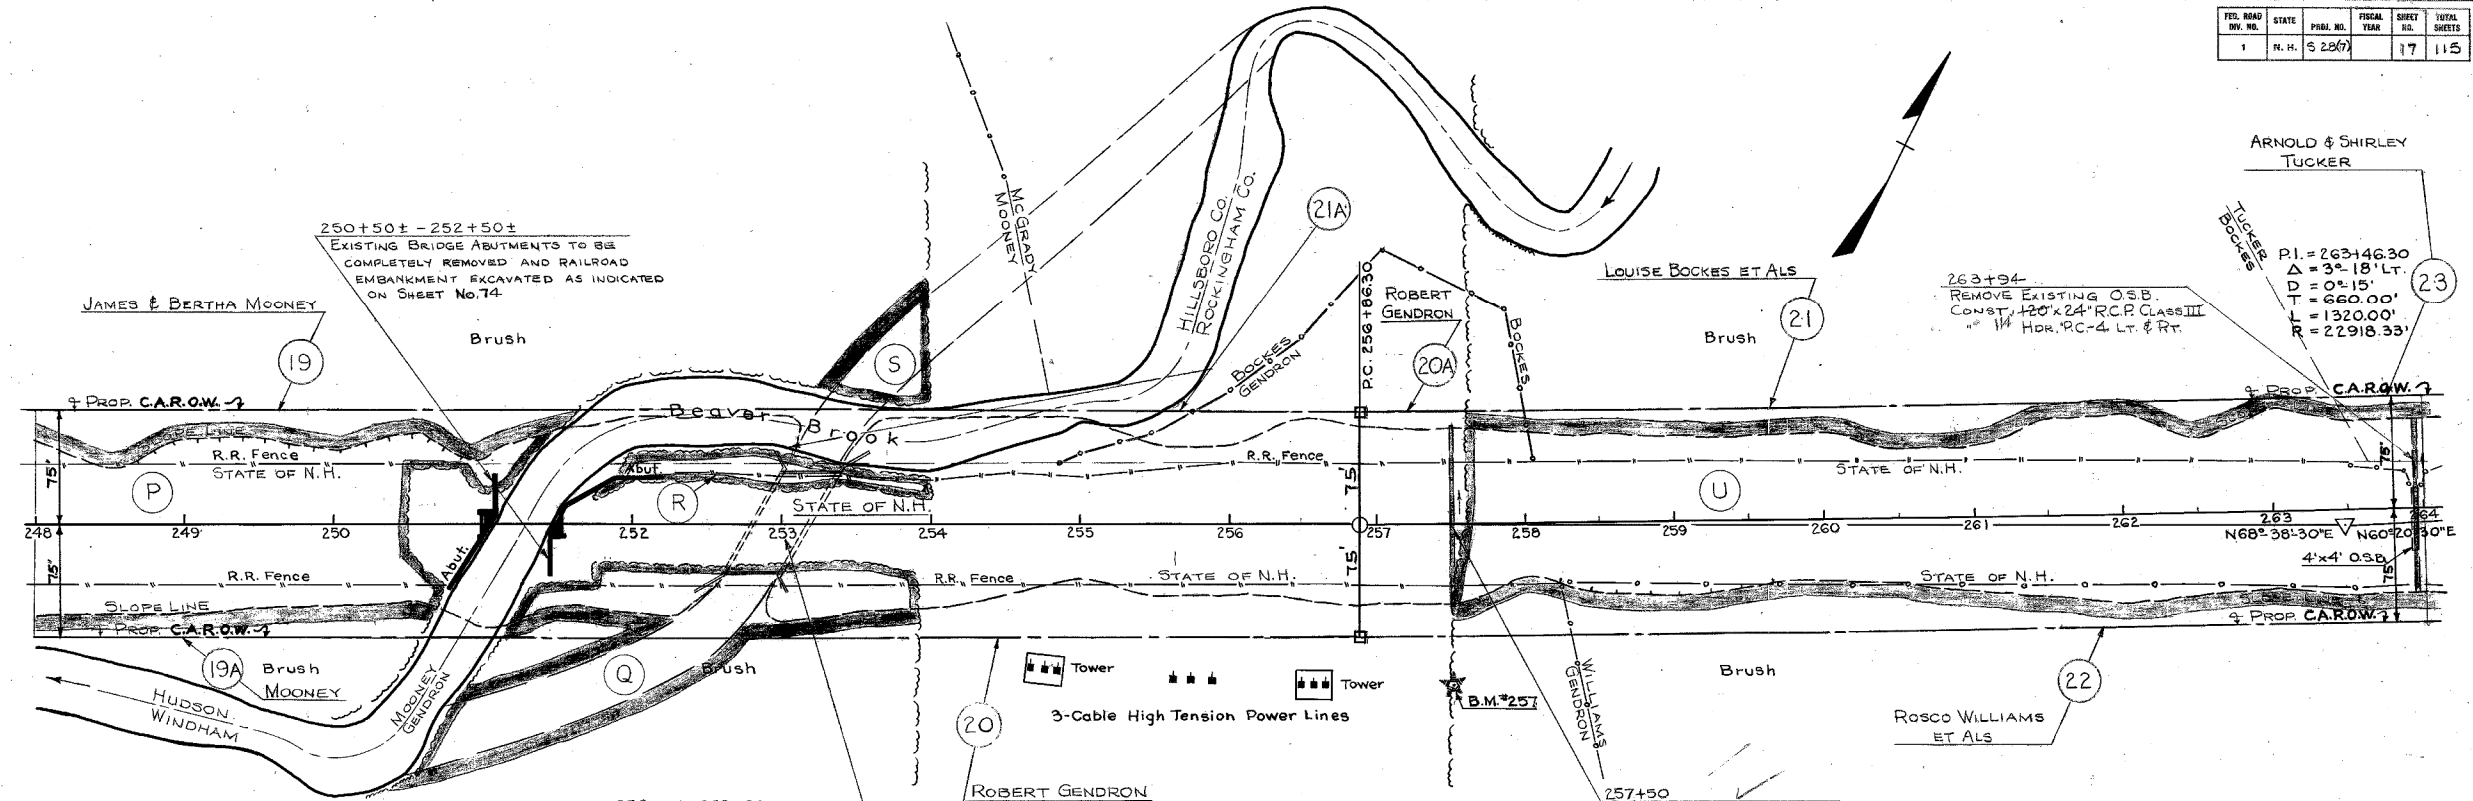 FED. ROAD DIV. NO. STATE PROJ. NO. FISCAL YEAR SHEET NO. TOTAL SHEETS
1 N. H. S 28(7) 17 115
ARNOLD & SHIRLEY
TUCKER
23
TUCKER
BOCKES
P.I. = 263+46.30
Δ = 3°-18' LT.
D = 0°-15'
T = 660.00'
L = 1320.00'
R = 22918.33'
263+94
REMOVE EXISTING O.S.B.
CONST. 120' x 24" R.C.P. CLASS III
HDR. P.C.-4 LT. & RT.
LOUISE BOCKES ET ALS
21
Brush
McGRADY
MOONEY
HILLSBORO CO.
ROCKINGHAM CO.
21A
P.C. 256+86.30
ROBERT
GENDRON
20A
BOCKES
GENDRON
BOCKES
250+50± - 252+50±
EXISTING BRIDGE ABUTMENTS TO BE
COMPLETELY REMOVED AND RAILROAD
EMBANKMENT EXCAVATED AS INDICATED
ON SHEET No. 74
JAMES & BERTHA MOONEY
19
Brush
S
PROP. C.A.R.O.W.
PROP. C.A.R.O.W.
Beaver
Brook
LINE
R.R. Fence
STATE OF N.H.
P
75'
Abut.
R
STATE OF N.H.
R.R. Fence
75'
STATE OF N.H.
U
75'
248 249 250 252 253 254 255 256 257 258 259 260 261 262 263 264
N68°-38'-30"E N60°-20'-30"E
4'x4' O.S.B.
75'
Abut.
R.R. Fence
R.R. Fence
STATE OF N.H.
75'
STATE OF N.H.
75'
SLOPE LINE
PROP. C.A.R.O.W.
PROP. C.A.R.O.W.
19A
Brush
MOONEY
HUDSON
WINDHAM
MOONEY
GENDRON
Q
Brush
20
ROBERT GENDRON
Tower
Tower
3-Cable High Tension Power Lines
B.M. #257
WILLIAMS
GENDRON
Brush
22
ROSCO WILLIAMS
ET ALS
257+50